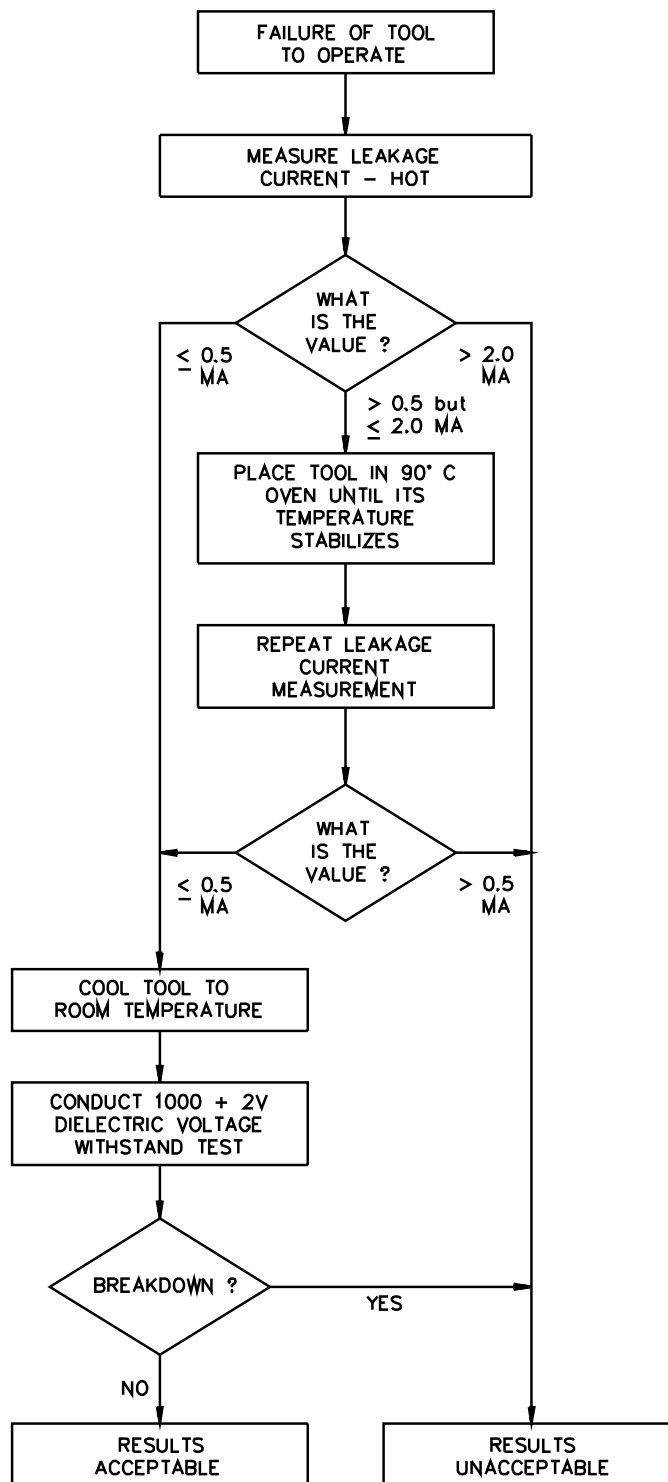 FAILURE OF TOOL
TO OPERATE
MEASURE LEAKAGE
CURRENT - HOT
WHAT
IS THE
VALUE ?
≤ 0.5
MA
> 2.0
MA
> 0.5 but
≤ 2.0 MA
PLACE TOOL IN 90° C
OVEN UNTIL ITS
TEMPERATURE
STABILIZES
REPEAT LEAKAGE
CURRENT
MEASUREMENT
WHAT
IS THE
VALUE ?
≤ 0.5
MA
> 0.5
MA
COOL TOOL TO
ROOM TEMPERATURE
CONDUCT 1000 + 2V
DIELECTRIC VOLTAGE
WITHSTAND TEST
BREAKDOWN ?
YES
NO
RESULTS
ACCEPTABLE
RESULTS
UNACCEPTABLE